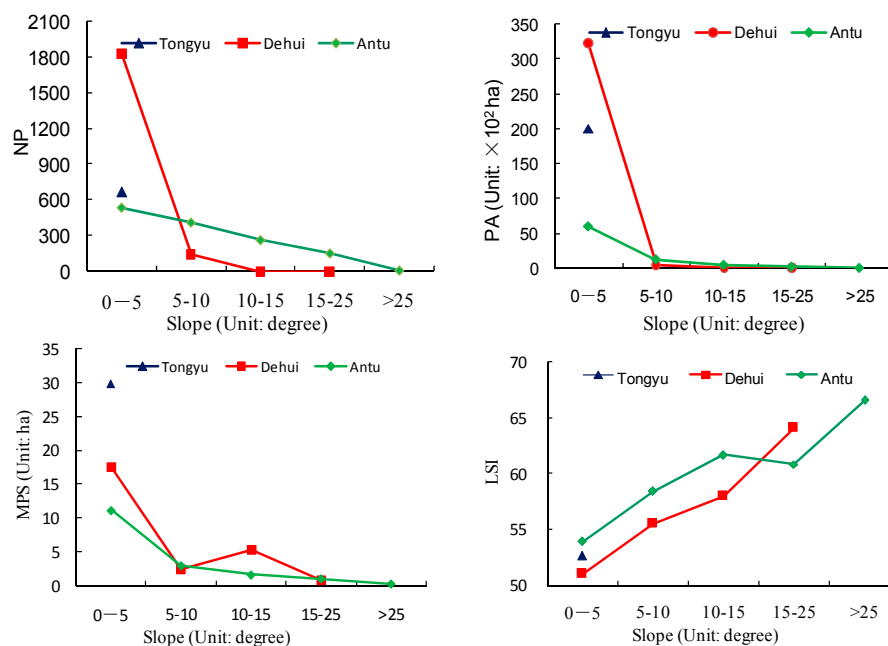 2100
1800
1500
1200
900
600
300
0
NP
Tongyu Dehui Antu
0－5 5-10 10-15 15-25 >25
Slope (Unit: degree)
350
300
250
200
150
100
50
0
PA (Unit: ×10² ha)
Tongyu Dehui Antu
0－5 5-10 10-15 15-25 >25
Slope (Unit: degree)
35
30
25
20
15
10
5
0
MPS (Unit: ha)
Tongyu Dehui Antu
0－5 5-10 10-15 15-25 >25
Slope (Unit: degree)
70
65
60
55
50
LSI
Tongyu Dehui Antu
0－5 5-10 10-15 15-25 >25
Slope (Unit: degree)